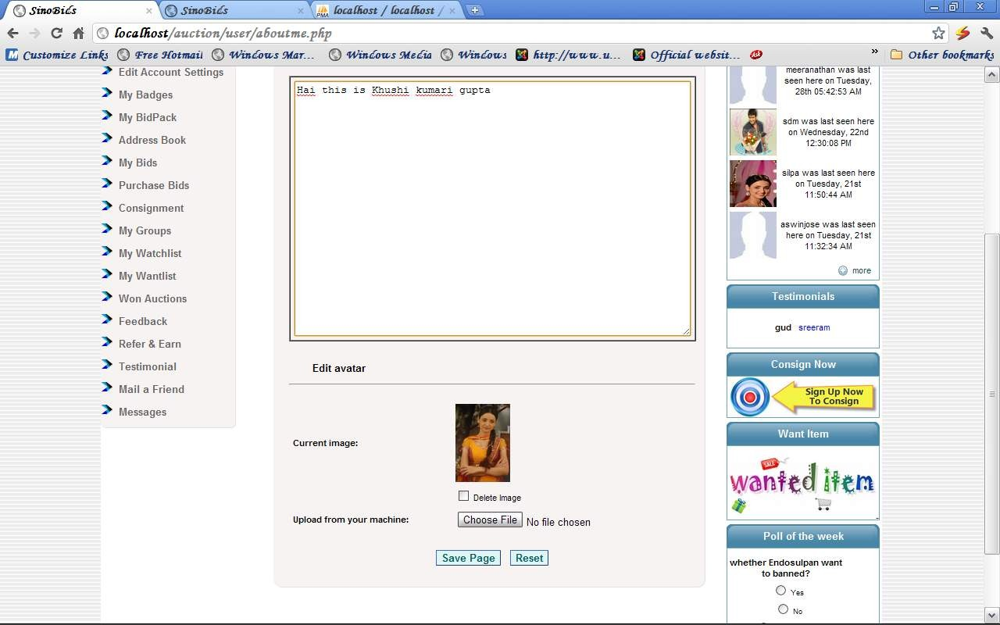 SinoBids
SinoBids
localhost / localhost /
localhost/auction/user/aboutme.php
Customize Links
Free Hotmail
Windows Mar...
Windows Media
Windows
http://www.u...
Official websit...
Ask
»
Other bookmarks
Edit Account Settings
My Badges
My BidPack
Address Book
My Bids
Purchase Bids
Consignment
My Groups
My Watchlist
My Wantlist
Won Auctions
Feedback
Refer & Earn
Testimonial
Mail a Friend
Messages
Hai this is Khushi kumari gupta
Edit avatar
Current image:
Delete Image
Upload from your machine:
Choose File No file chosen
Save Page Reset
meeranathan was last
seen here on Tuesday,
28th 05:42:53 AM
sdm was last seen here
on Wednesday, 22nd
12:30:08 PM
silpa was last seen here
on Tuesday, 21st
11:50:44 AM
aswinjose was last seen
here on Tuesday, 21st
11:32:34 AM
more
Testimonials
gud sreeram
Consign Now
Sign Up Now
To Consign
Want Item
SALE
wanted item
Poll of the week
whether Endosulpan want
to banned?
Yes
No